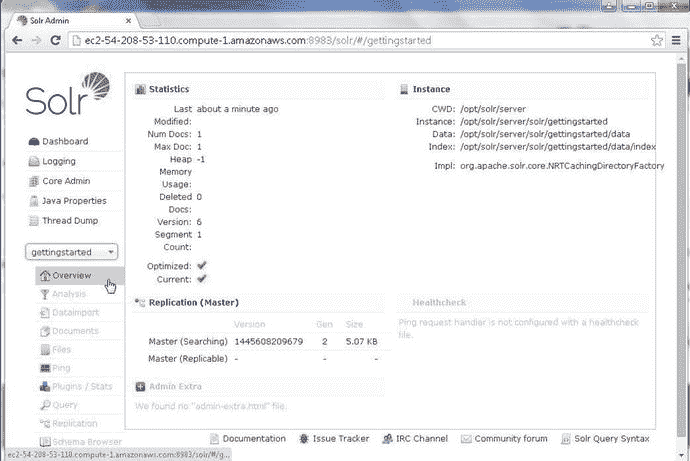 Solr Admin
ec2-54-208-53-110.compute-1.amazonaws.com:8983/solr/#/gettingstarted
Solr
Dashboard
Logging
Core Admin
Java Properties
Thread Dump
gettingstarted
Overview
Analysis
Dataimport
Documents
Files
Ping
Plugins / Stats
Query
Replication
Schema Browser
Statistics
Last Modified: about a minute ago
Num Docs: 1
Max Doc: 1
Heap Memory Usage: -1
Deleted Docs: 0
Version: 6
Segment Count: 1
Optimized:
Current:
Instance
CWD: /opt/solr/server
Instance: /opt/solr/server/solr/gettingstarted
Data: /opt/solr/server/solr/gettingstarted/data
Index: /opt/solr/server/solr/gettingstarted/data/index
Impl: org.apache.solr.core.NRTCachingDirectoryFactory
Replication (Master)
Version Gen Size
Master (Searching) 1445608209679 2 5.07 KB
Master (Replicable) - - -
Healthcheck
Ping request handler is not configured with a healthcheck
file.
Admin Extra
We found no "admin-extra.html" file.
Documentation Issue Tracker IRC Channel Community forum Solr Query Syntax
ec2-54-208-53-110.compute-1.amazonaws.com:8983/solr/#/g...